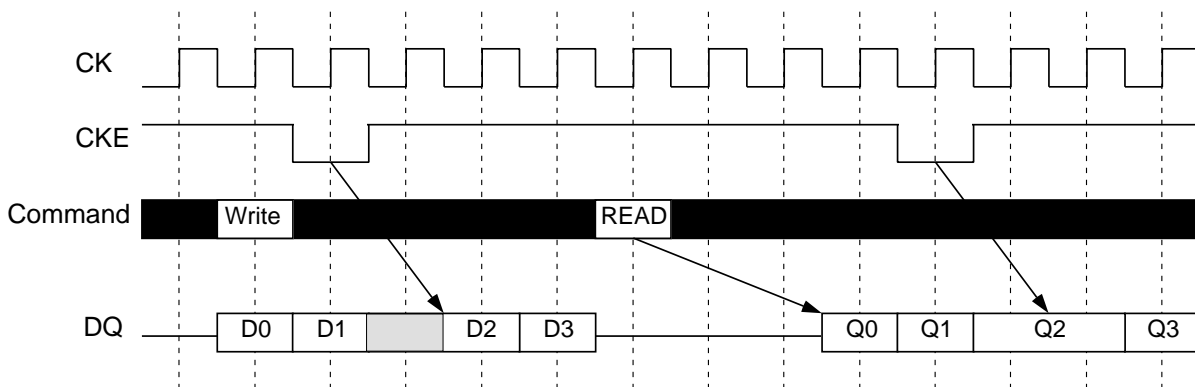 CK
CKE
Command Write READ
DQ D0 D1 D2 D3 Q0 Q1 Q2 Q3